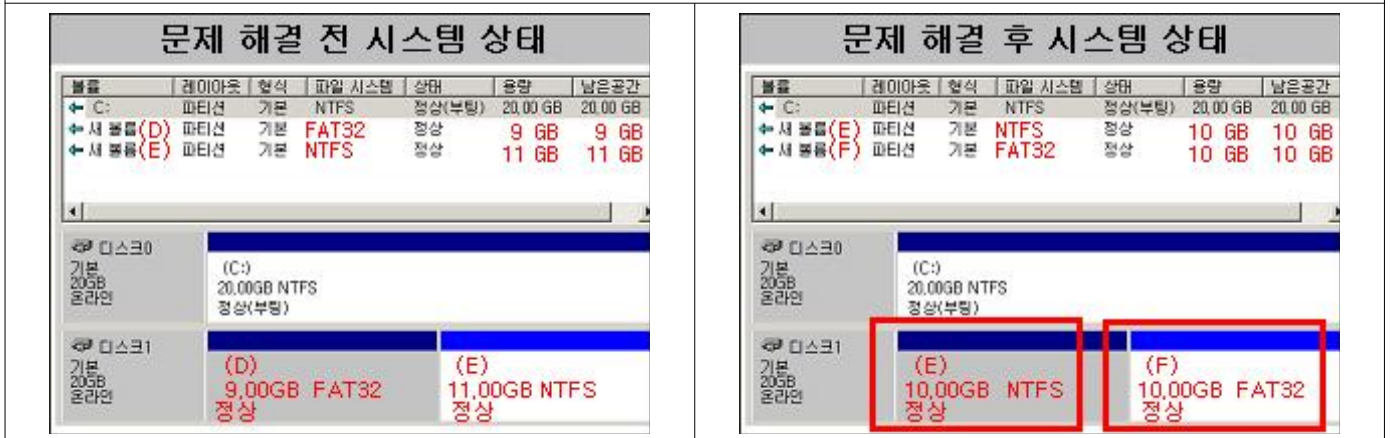 문제 해결 전 시스템 상태
볼륨 레이아웃 형식 파일 시스템 상태 용량 남은공간
C: 파티션 기본 NTFS 정상(부팅) 20,00 GB 20,00 GB
새 볼륨(D) 파티션 기본 FAT32 정상 9 GB 9 GB
새 볼륨(E) 파티션 기본 NTFS 정상 11 GB 11 GB
디스크0
기본
20GB
온라인
(C:)
20,00GB NTFS
정상(부팅)
디스크1
기본
20GB
온라인
(D)
9,00GB FAT32
정상
(E)
11,00GB NTFS
정상
문제 해결 후 시스템 상태
볼륨 레이아웃 형식 파일 시스템 상태 용량 남은공간
C: 파티션 기본 NTFS 정상(부팅) 20,00 GB 20,00 GB
새 볼륨(E) 파티션 기본 NTFS 정상 10 GB 10 GB
새 볼륨(F) 파티션 기본 FAT32 정상 10 GB 10 GB
디스크0
기본
20GB
온라인
(C:)
20,00GB NTFS
정상(부팅)
디스크1
기본
20GB
온라인
(E)
10,00GB NTFS
정상
(F)
10,00GB FAT32
정상